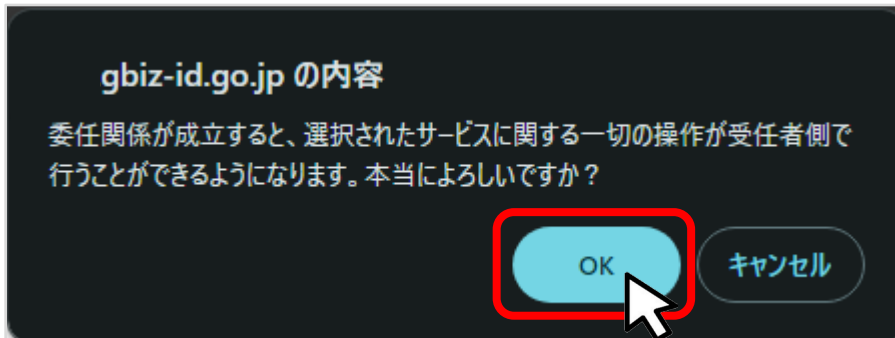 gbiz-id.go.jp の内容
委任関係が成立すると、選択されたサービスに関する一切の操作が受任者側で
行うことができるようになります。本当によろしいですか？
OK キャンセル